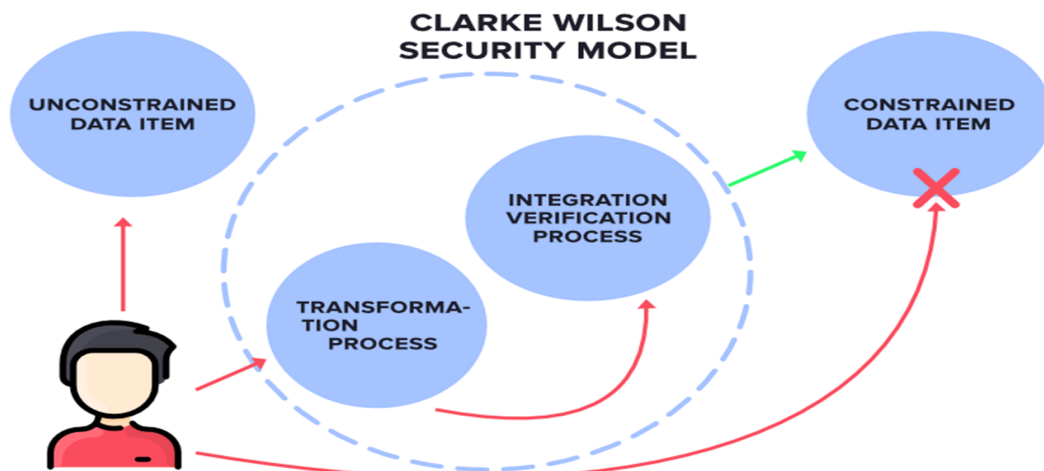 CLARKE WILSON
SECURITY MODEL
UNCONSTRAINED
DATA ITEM
CONSTRAINED
DATA ITEM
INTEGRATION
VERIFICATION
PROCESS
TRANSFORMA-
TION
PROCESS